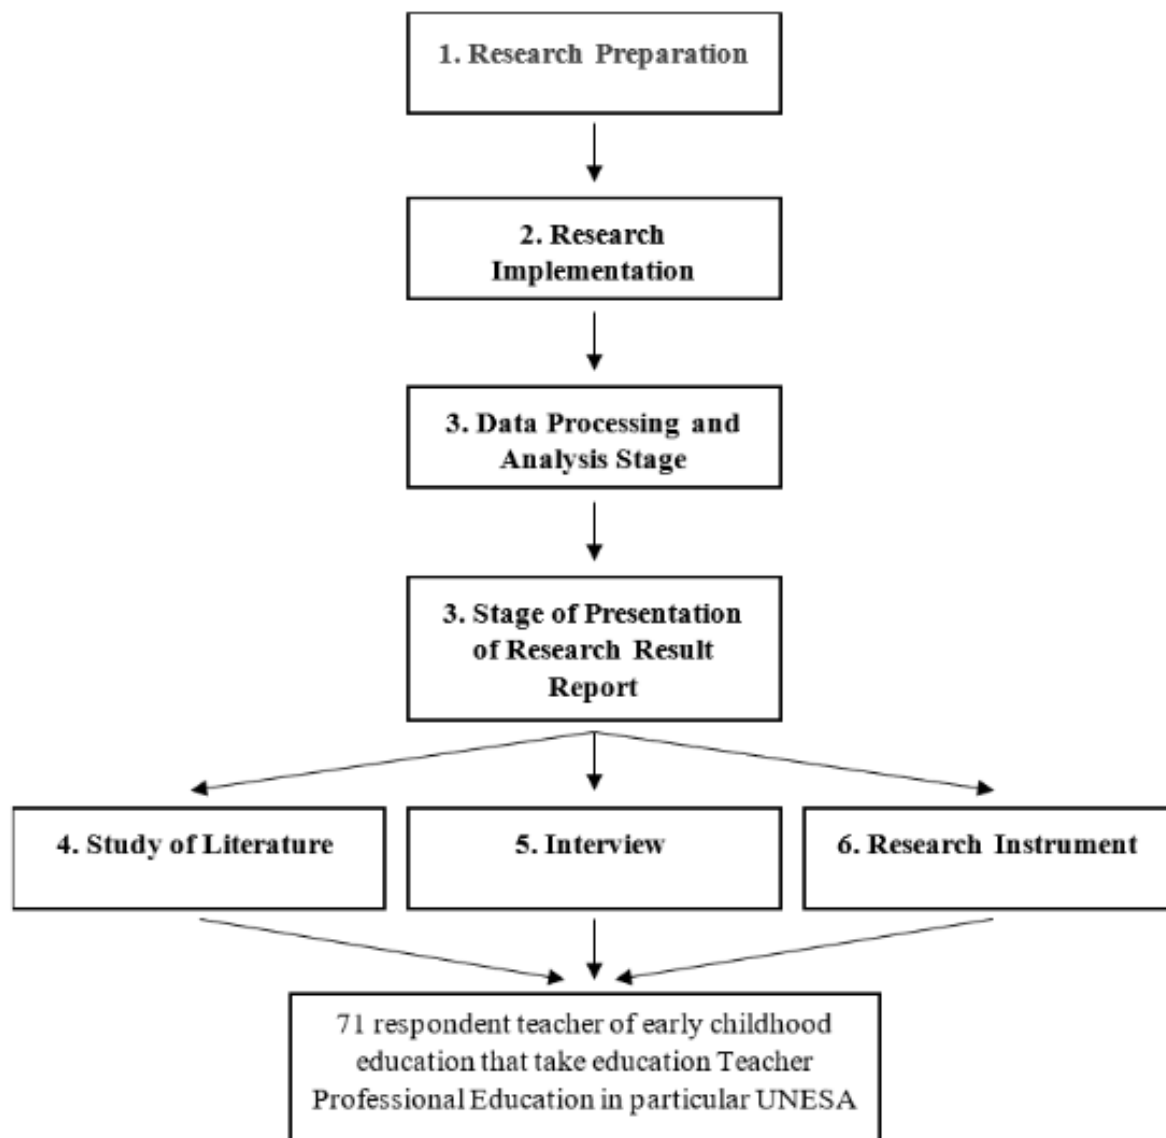 1. Research Preparation
2. Research
Implementation
3. Data Processing and
Analysis Stage
3. Stage of Presentation
of Research Result
Report
4. Study of Literature
5. Interview
6. Research Instrument
71 respondent teacher of early childhood
education that take education Teacher
Professional Education in particular UNESA